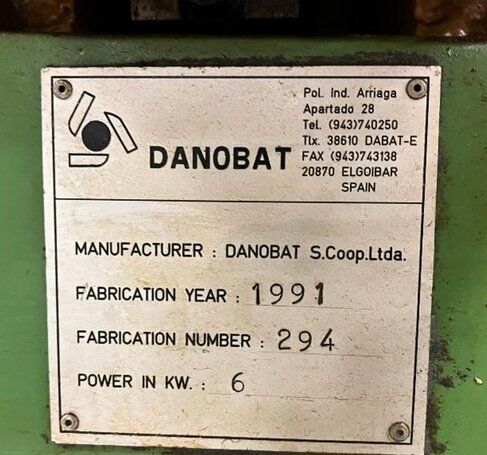 Pol. Ind. Arriaga
Apartado 28
Tel. (943)740250
Tlx. 38610 DABAT-E
FAX (943)743138
20870 ELGOIBAR
SPAIN
DANOBAT
MANUFACTURER : DANOBAT S.Coop.Ltda.
FABRICATION YEAR : 1991
FABRICATION NUMBER : 294
POWER IN KW. : 6